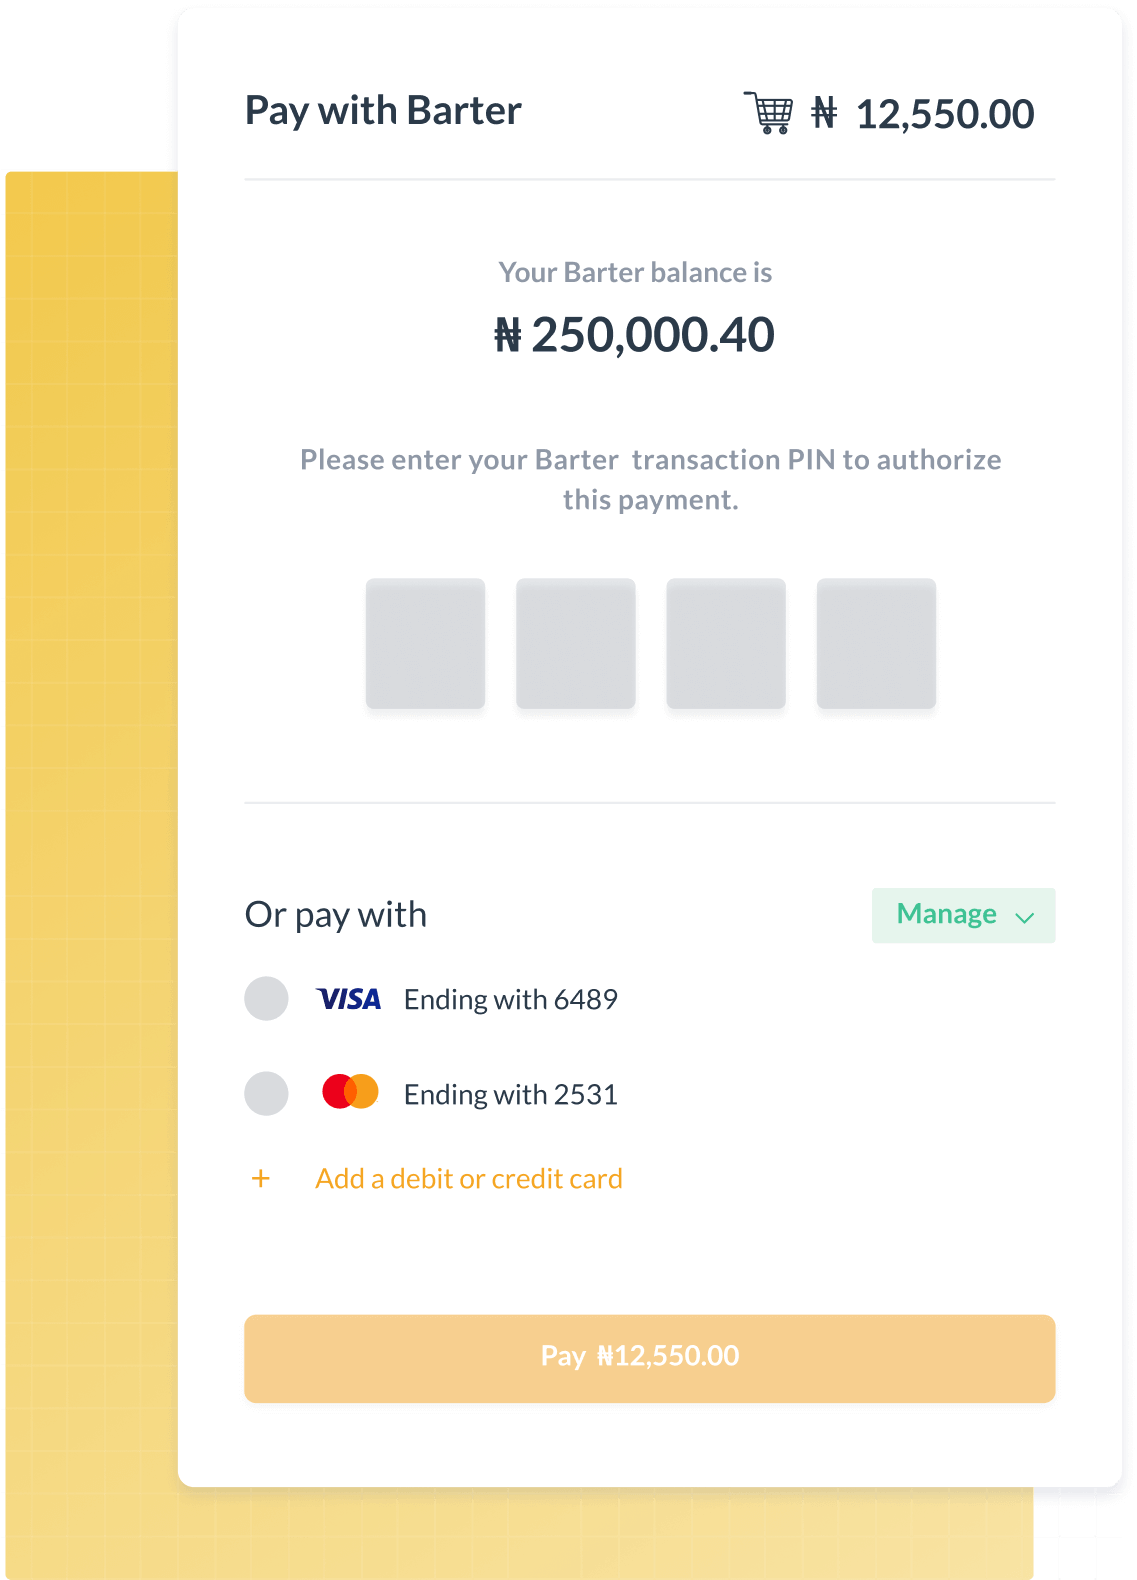 Pay with Barter
₦ 12,550.00
Your Barter balance is
₦ 250,000.40
Please enter your Barter transaction PIN to authorize
this payment.
Or pay with
Manage
VISA Ending with 6489
Ending with 2531
+ Add a debit or credit card
Pay ₦12,550.00